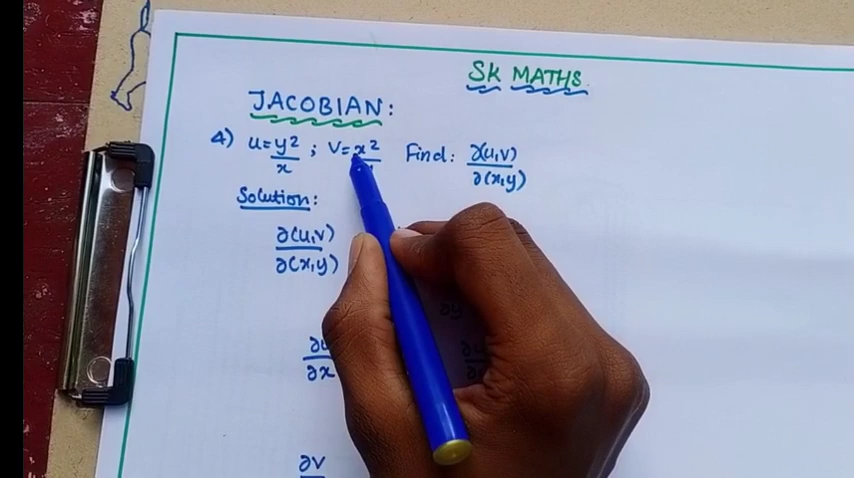 SK MATHS.
JACOBIAN:
4) u=y²/x ; v=x²/ Find: ∂(u,v)/∂(x,y)
Solution:
∂(u,v)/∂(x,y)
∂y
∂u/∂x ∂u
∂v